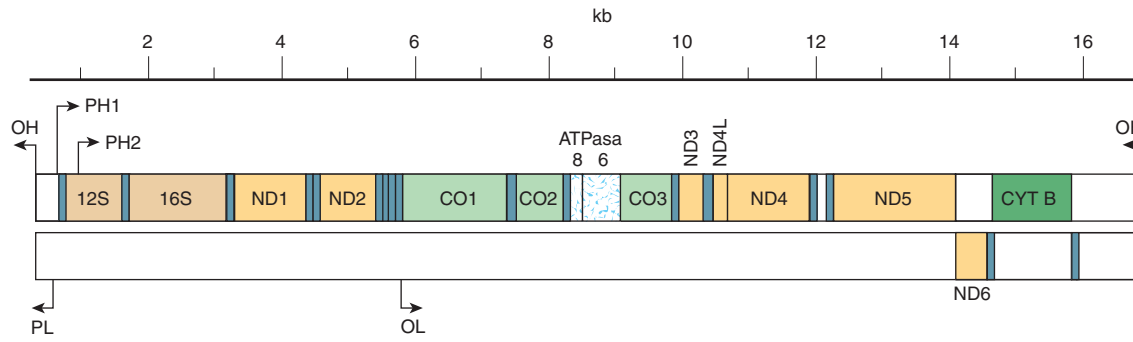 kb
2 4 6 8 10 12 14 16
PH1
OH
PH2
ATPasa
8 6
ND3
ND4L
12S 16S ND1 ND2 CO1 CO2 CO3 ND4 ND5 CYT B
ND6
PL
OL